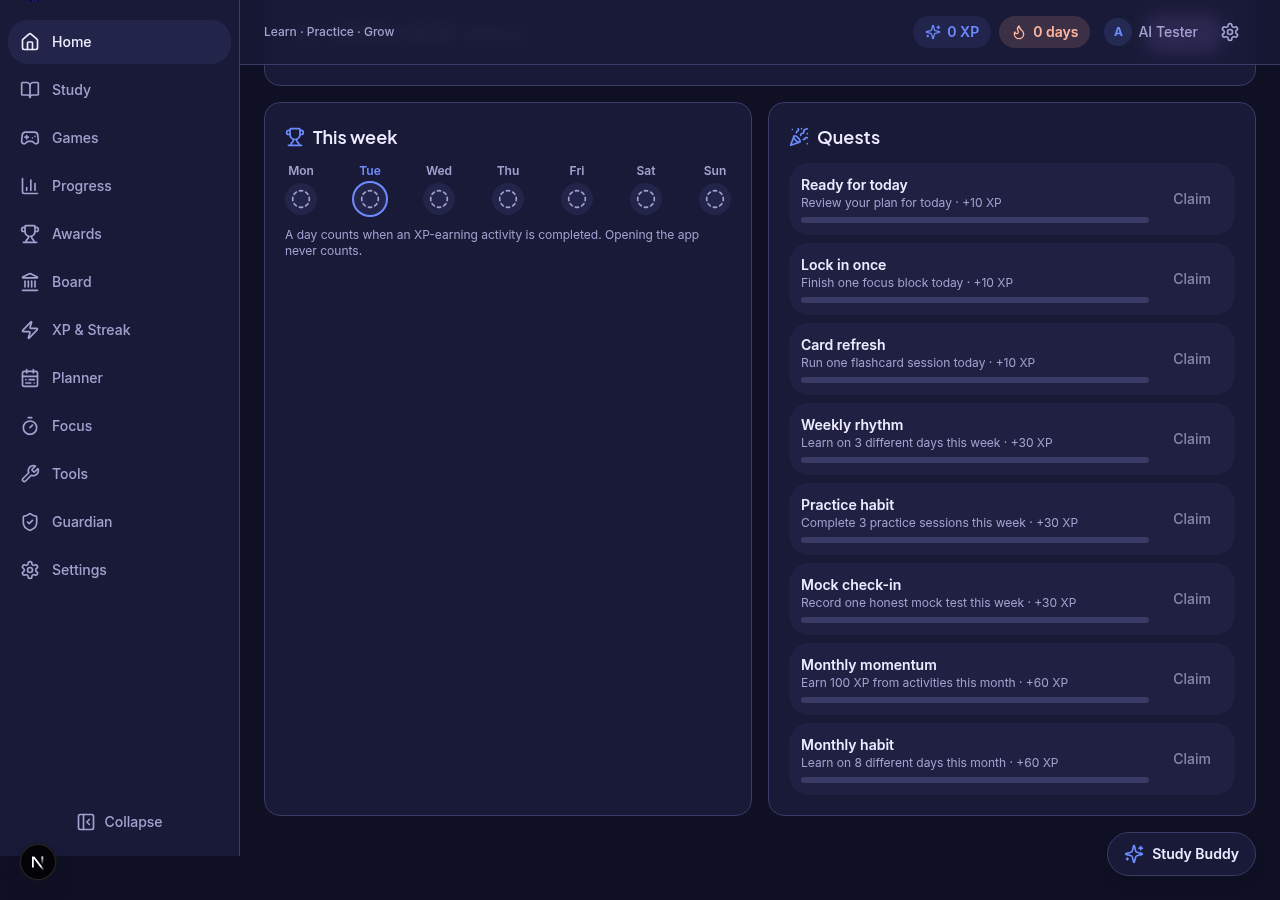 Home
Study
Games
Progress
Awards
Board
XP & Streak
Planner
Focus
Tools
Guardian
Settings
Collapse
N
Learn · Practice · Grow
0 XP
0 days
A
AI Tester
This week
Mon Tue Wed Thu Fri Sat Sun
A day counts when an XP-earning activity is completed. Opening the app
never counts.
Quests
Ready for today
Review your plan for today · +10 XP
Claim
Lock in once
Finish one focus block today · +10 XP
Claim
Card refresh
Run one flashcard session today · +10 XP
Claim
Weekly rhythm
Learn on 3 different days this week · +30 XP
Claim
Practice habit
Complete 3 practice sessions this week · +30 XP
Claim
Mock check-in
Record one honest mock test this week · +30 XP
Claim
Monthly momentum
Earn 100 XP from activities this month · +60 XP
Claim
Monthly habit
Learn on 8 different days this month · +60 XP
Claim
Study Buddy